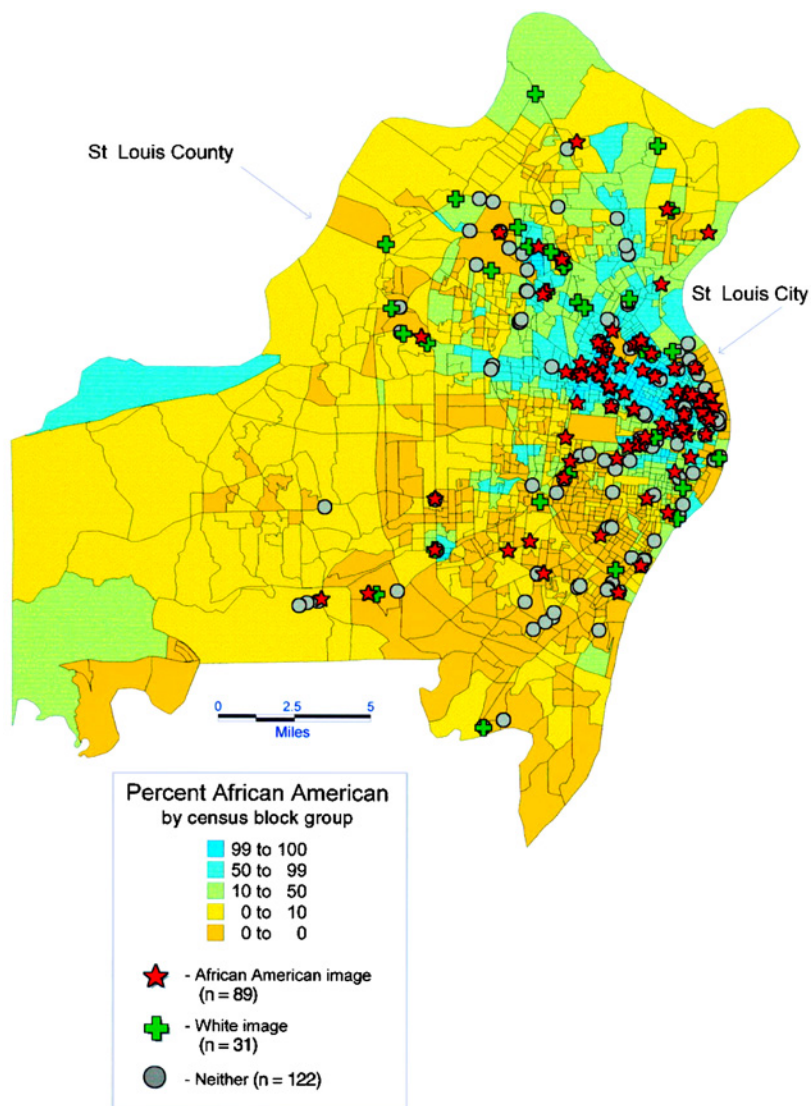 St Louis County
St Louis City
0 2.5 5
Miles
Percent African American
by census block group
99 to 100
50 to 99
10 to 50
0 to 10
0 to 0
- African American image
(n = 89)
- White image
(n = 31)
- Neither (n = 122)